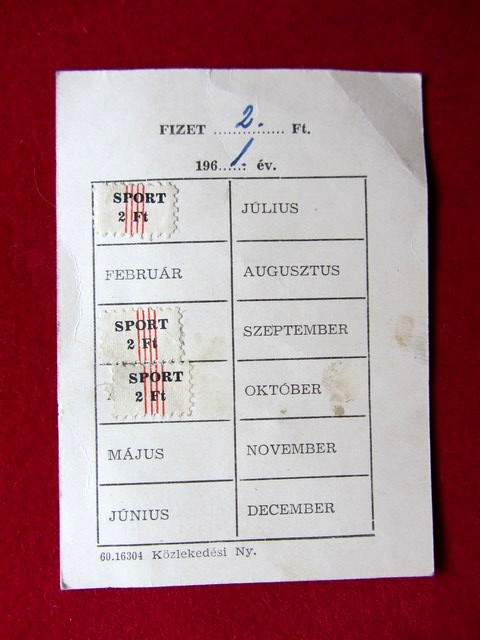 FIZET 2. Ft.
1961 év.
SPORT
2 Ft
FEBRUÁR
SPORT
2 Ft
SPORT
2 Ft
MÁJUS
JÚNIUS
JÚLIUS
AUGUSZTUS
SZEPTEMBER
OKTÓBER
NOVEMBER
DECEMBER
60.16304 Közlekedési Ny.